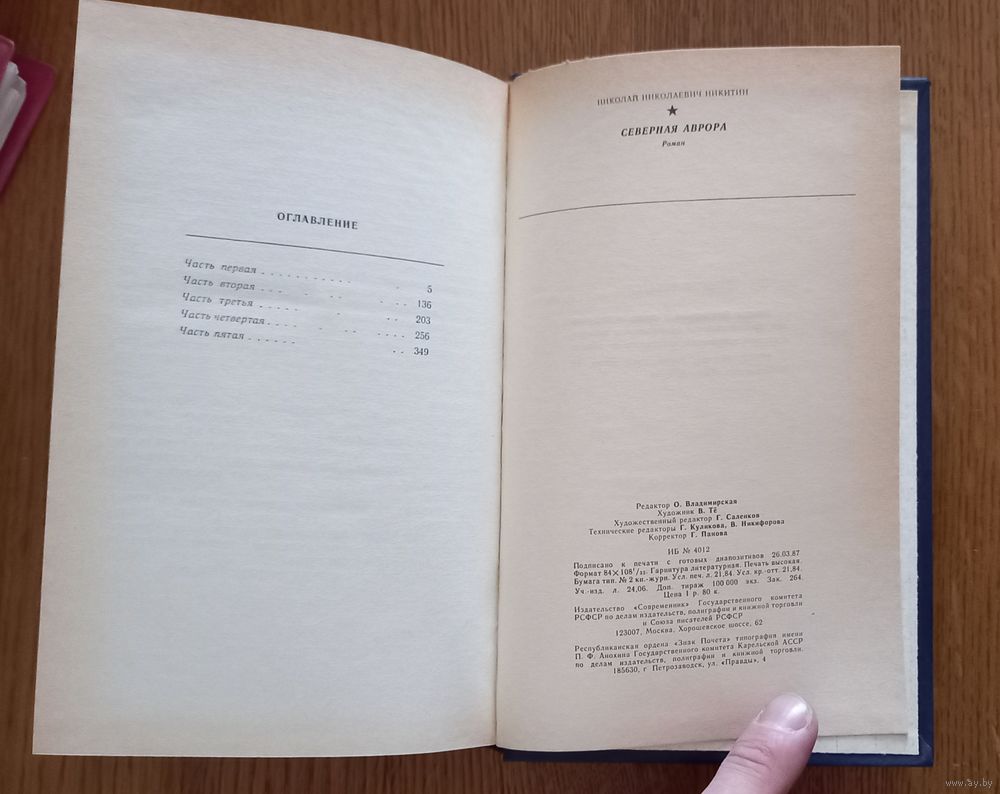 ОГЛАВЛЕНИЕ
Часть первая . . . . . . . . . . . . 5
Часть вторая . . . . . . . . . 136
Часть третья . . . . . . . 203
Часть четвертая . . . . . . . . . . 256
Часть пятая . . . . . . . . 349
НИКОЛАЙ НИКОЛАЕВИЧ НИКИТИН
★
СЕВЕРНАЯ АВРОРА
Роман
Редактор О. Владимирская
Художник В. Тё
Художественный редактор Г. Саленков
Технические редакторы Г. Куликова, В. Никифорова
Корректор Г. Панова
ИБ № 4012
Подписано к печати с готовых диапозитивов 26.03.87
Формат 84×108¹/₃₂. Гарнитура литературная. Печать высокая.
Бумага тип. № 2 кн.-журн. Усл. печ. л. 21,84. Усл. кр.-отт. 21,84.
Уч.-изд. л. 24,06. Доп. тираж 100 000 экз. Зак. 264.
Цена 1 р. 80 к.
Издательство «Современник» Государственного комитета
РСФСР по делам издательств, полиграфии и книжной торговли
и Союза писателей РСФСР
123007, Москва, Хорошевское шоссе, 62
Республиканская ордена «Знак Почета» типография имени
П. Ф. Анохина Государственного комитета Карельской АССР
по делам издательств, полиграфии и книжной торговли.
185630, г Петрозаводск, ул. «Правды», 4
www.ay.by